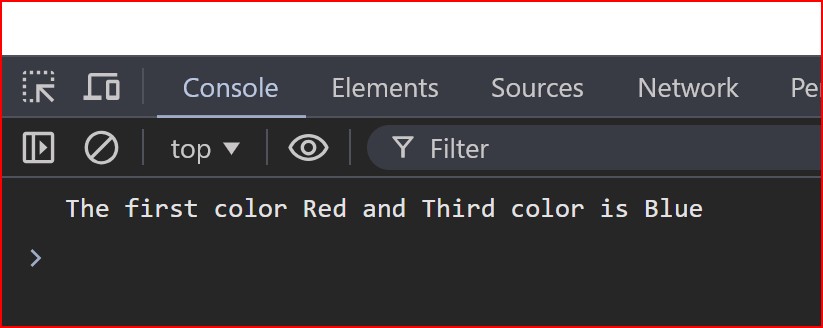 Console Elements Sources Network Pe
top Filter
The first color Red and Third color is Blue